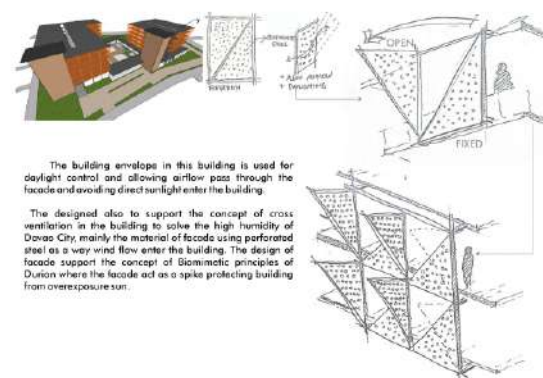 OPEN
FIXED
The building envelope in this building is used for
daylight control and allowing airflow pass through the
facade and avoiding direct sunlight enter the building.
The designed also to support the concept of cross
ventilation in the building to solve the high humidity of
Davao City, mainly the material of facade using perforated
steel as a way wind flow enter the building. The design of
facade support the concept of Biomimetic principles of
Durian where the facade act as a spike protecting building
from overexposure sun.